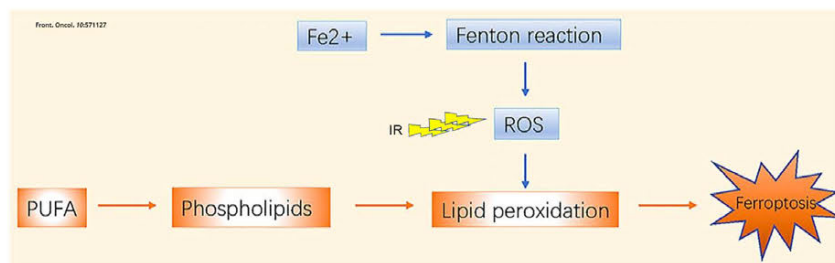 Front. Oncol. 10:571127
Fe2+
Fenton reaction
IR
ROS
PUFA
Phospholipids
Lipid peroxidation
Ferroptosis